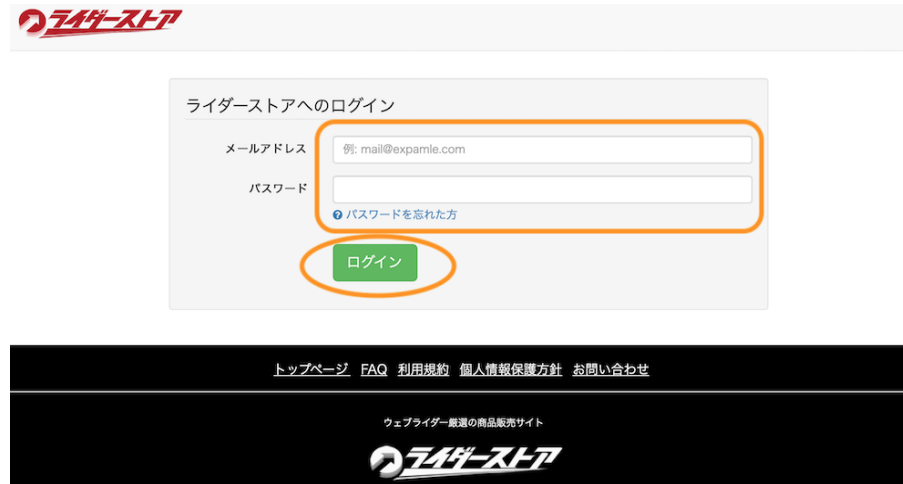 ライダーストア
ライダーストアへのログイン
メールアドレス
例: mail@expamle.com
パスワード
パスワードを忘れた方
ログイン
トップページ FAQ 利用規約 個人情報保護方針 お問い合わせ
ウェブライダー厳選の商品販売サイト
ライダーストア